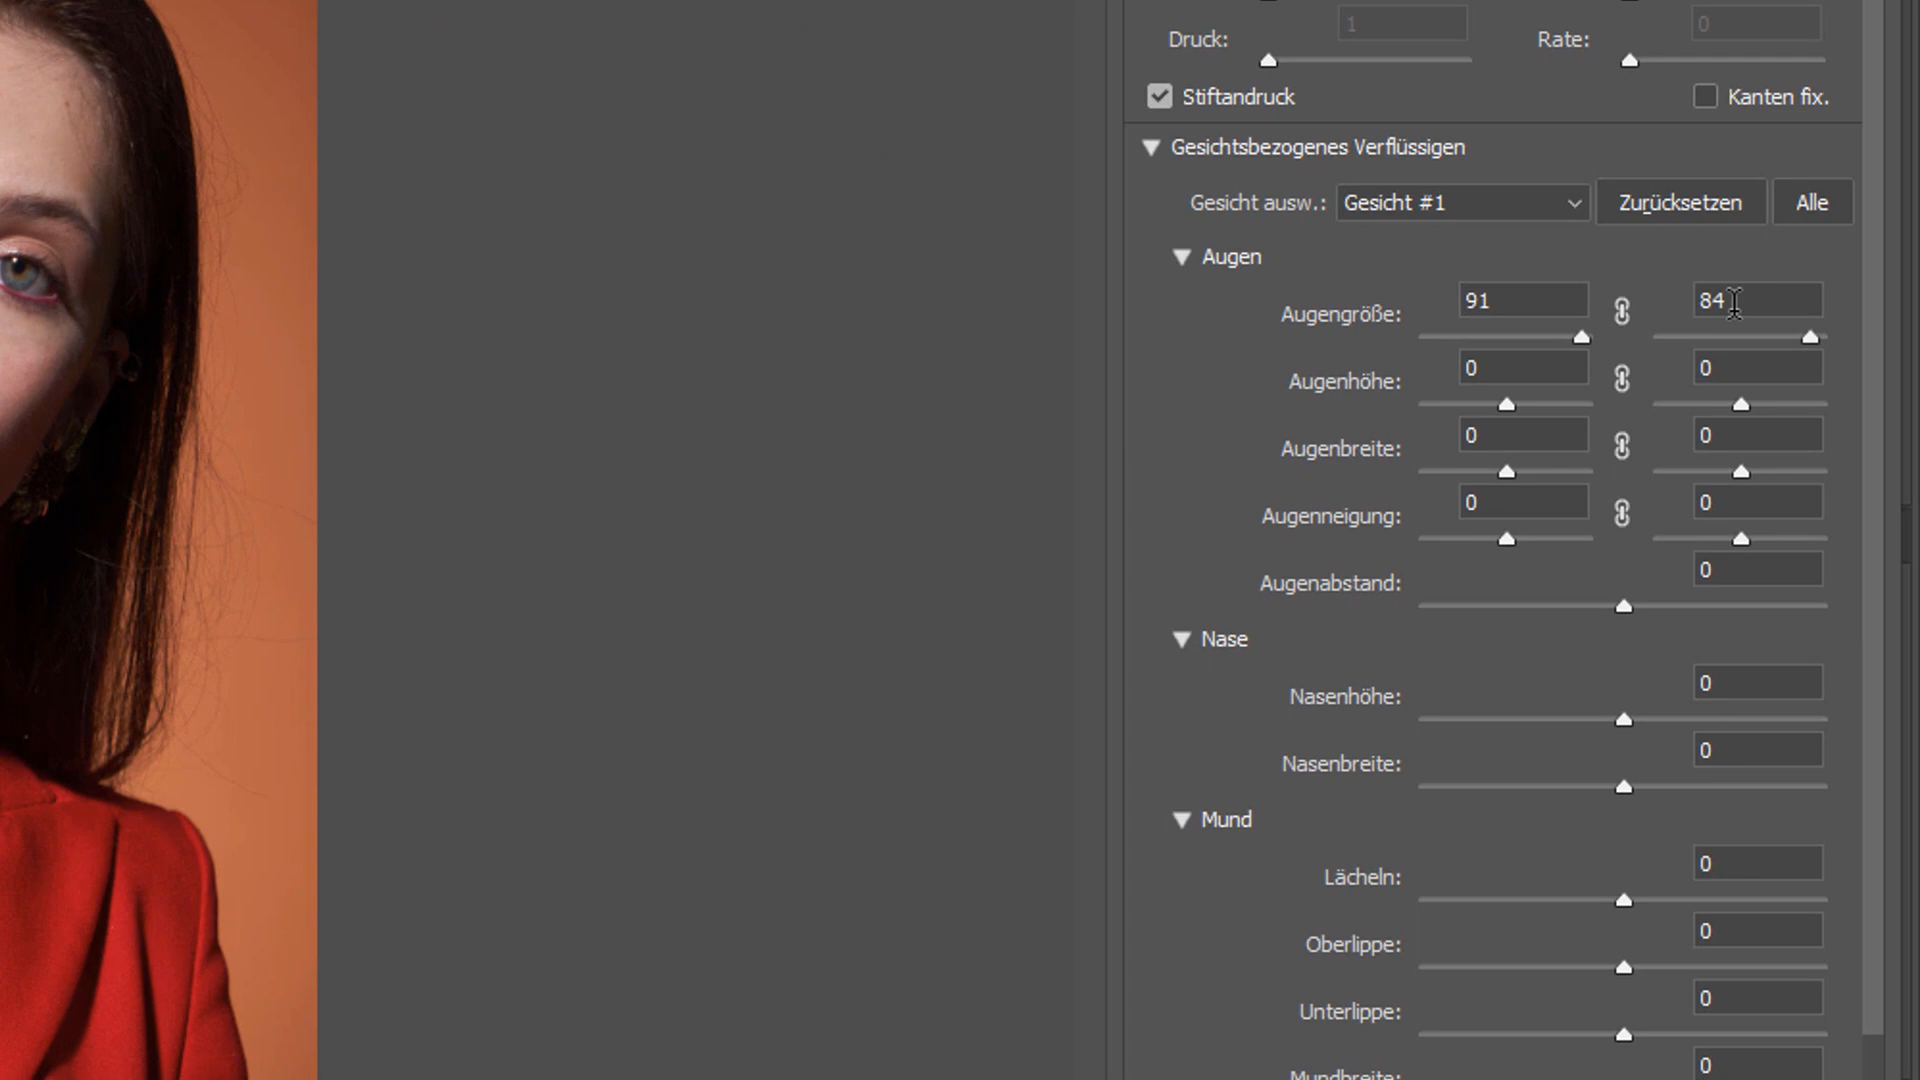 Druck: 1 Rate: 0
Stiftandruck Kanten fix.
Gesichtsbezogenes Verflüssigen
Gesicht ausw.: Gesicht #1 Zurücksetzen Alle
Augen
Augengröße: 91 84
Augenhöhe: 0 0
Augenbreite: 0 0
Augenneigung: 0 0
Augenabstand: 0
Nase
Nasenhöhe: 0
Nasenbreite: 0
Mund
Lächeln: 0
Oberlippe: 0
Unterlippe: 0
Mundbreite: 0